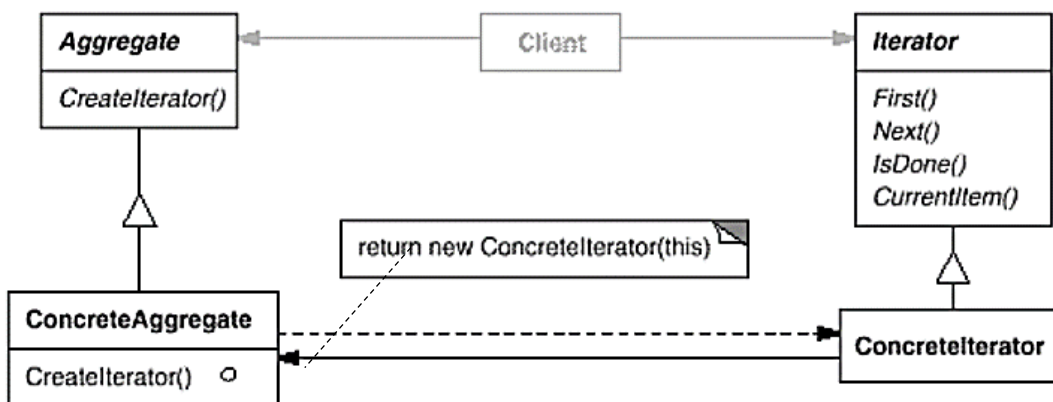 Aggregate
CreateIterator()
Client
Iterator
First()
Next()
IsDone()
CurrentItem()
return new ConcreteIterator(this)
ConcreteAggregate
CreateIterator()
ConcreteIterator